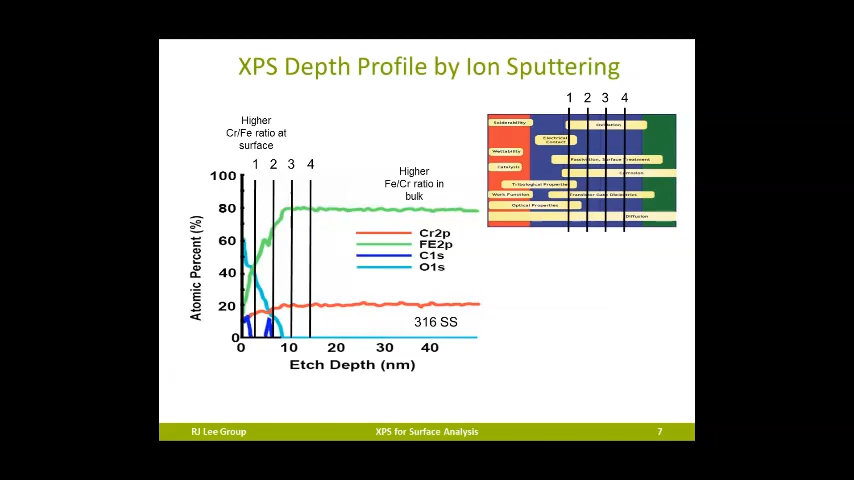 XPS Depth Profile by Ion Sputtering
1 2 3 4
Higher
Cr/Fe ratio at
surface
1 2 3 4
Higher
Fe/Cr ratio in
bulk
Solderability
Oxidation
Electrical
Contact
Wettability
Passivation, Surface Treatment
Catalysis
Corrosion
Tribological Properties
Work Function
Transistor Gate Dielectrics
Optical Properties
Diffusion
Atomic Percent (%)
100
80
60
40
20
0
Cr2p
FE2p
C1s
O1s
316 SS
0 10 20 30 40
Etch Depth (nm)
RJ Lee Group
XPS for Surface Analysis
7